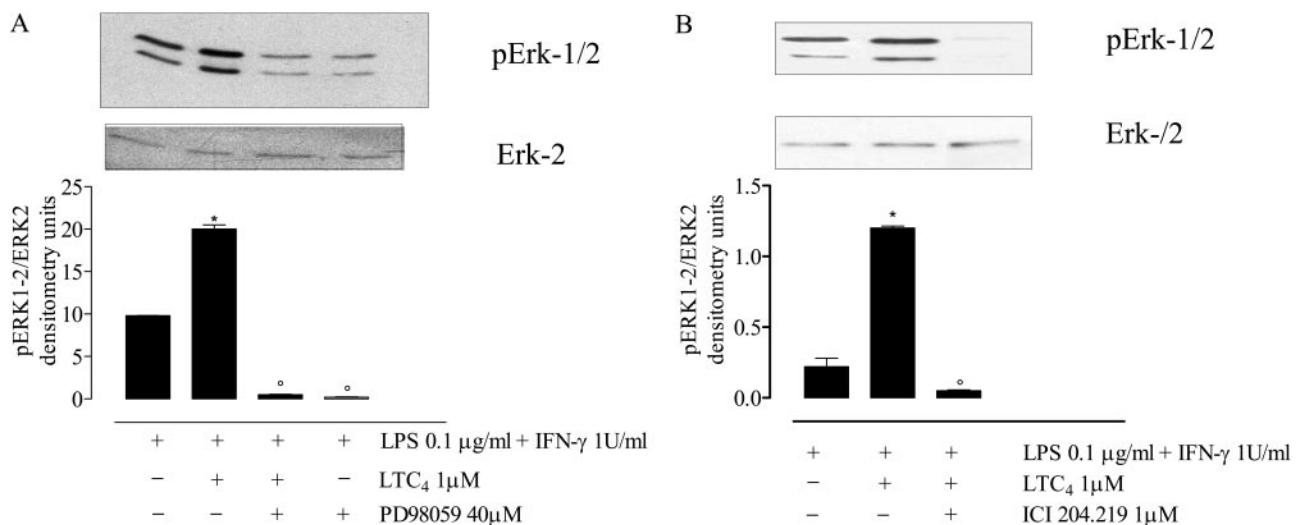 A
pErk-1/2
Erk-2
pERK1-2/ERK2
densitometry units
25
20
15
10
5
0
*
°
°
+ + + + LPS 0.1 μg/ml + IFN-γ 1U/ml
− + + − LTC₄ 1μM
− − + + PD98059 40μM
B
pErk-1/2
Erk-/2
pERK1-2/ERK2
densitometry units
1.5
1.0
0.5
0.0
*
°
+ + + LPS 0.1 μg/ml + IFN-γ 1U/ml
− + + LTC₄ 1μM
− − + ICI 204.219 1μM